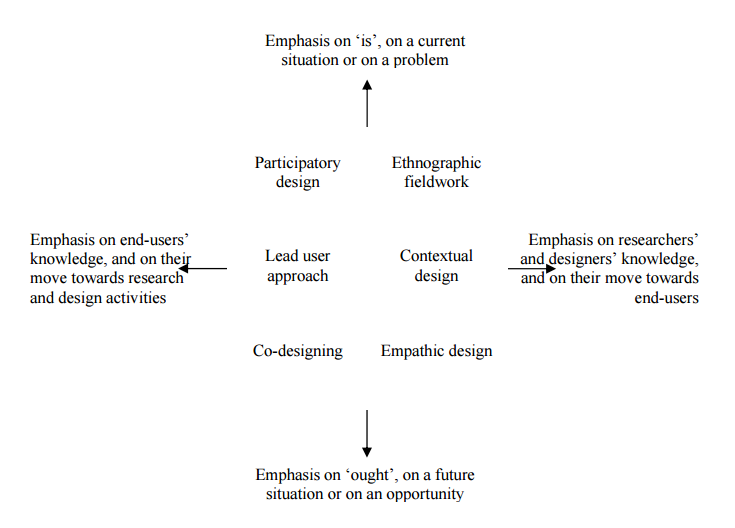 Emphasis on ‘is’, on a current
situation or on a problem
Participatory
design
Ethnographic
fieldwork
Emphasis on end-users’
knowledge, and on their
move towards research
and design activities
Lead user
approach
Contextual
design
Emphasis on researchers’
and designers’ knowledge,
and on their move towards
end-users
Co-designing
Empathic design
Emphasis on ‘ought’, on a future
situation or on an opportunity